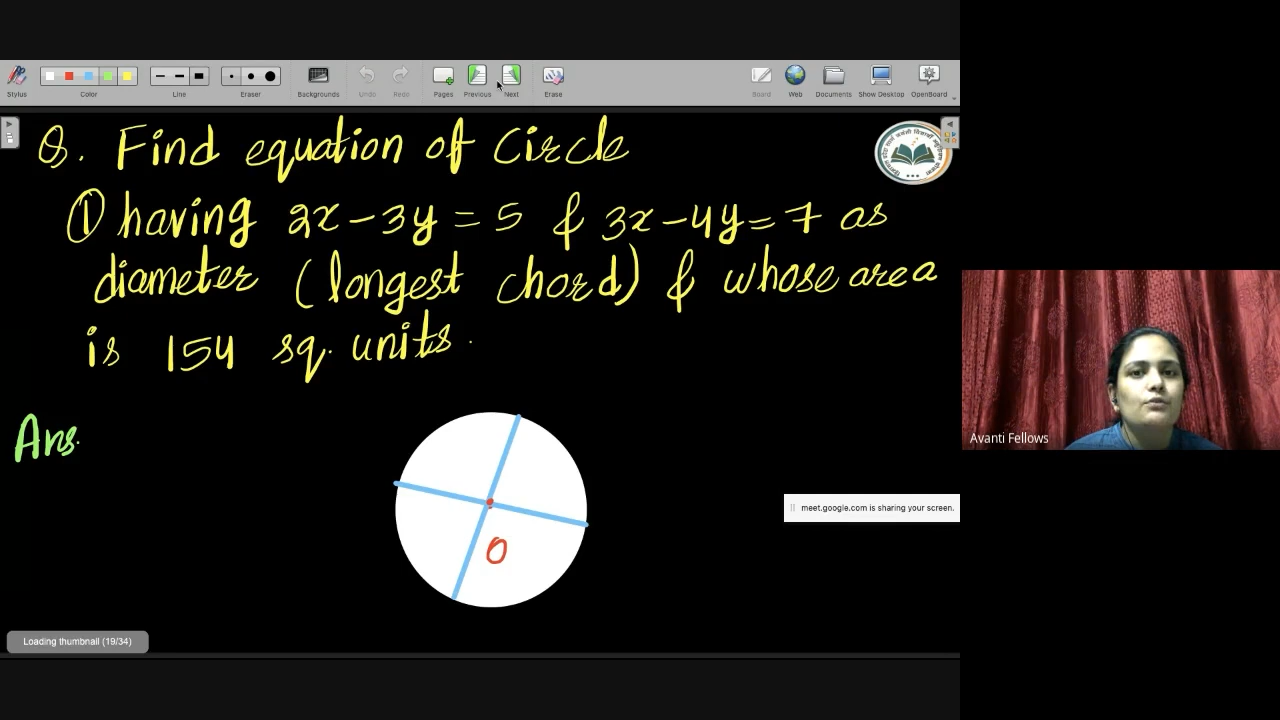 Stylus
Color
Line
Eraser
Backgrounds
Undo
Redo
Pages
Previous
Next
Erase
Board
Web
Documents
Show Desktop
OpenBoard
Q. Find equation of Circle
① having 2x - 3y = 5 & 3x - 4y = 7 as
diameter (longest chord) & whose area
is 154 sq. units.
Ans.
O
Avanti Fellows
meet.google.com is sharing your screen.
Loading thumbnail (19/34)